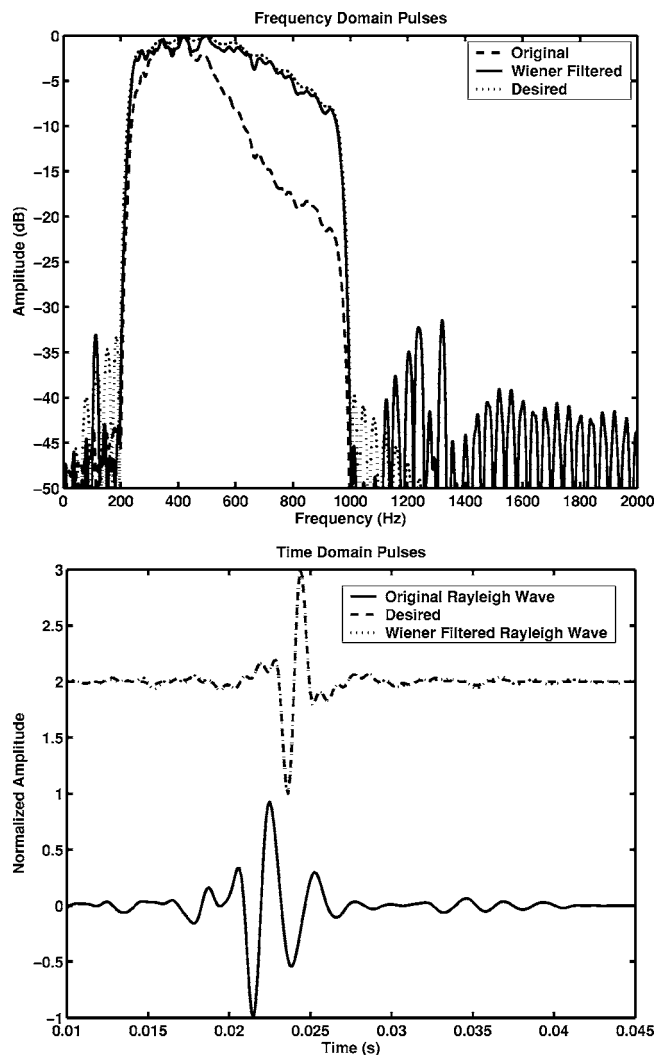 Frequency Domain Pulses
Original
Wiener Filtered
Desired
0
−5
−10
−15
−20
−25
−30
−35
−40
−45
−50
Amplitude (dB)
0 200 400 600 800 1000 1200 1400 1600 1800 2000
Frequency (Hz)
Time Domain Pulses
Original Rayleigh Wave
Desired
Wiener Filtered Rayleigh Wave
3
2.5
2
1.5
1
0.5
0
−0.5
−1
Normalized Amplitude
0.01 0.015 0.02 0.025 0.03 0.035 0.04 0.045
Time (s)